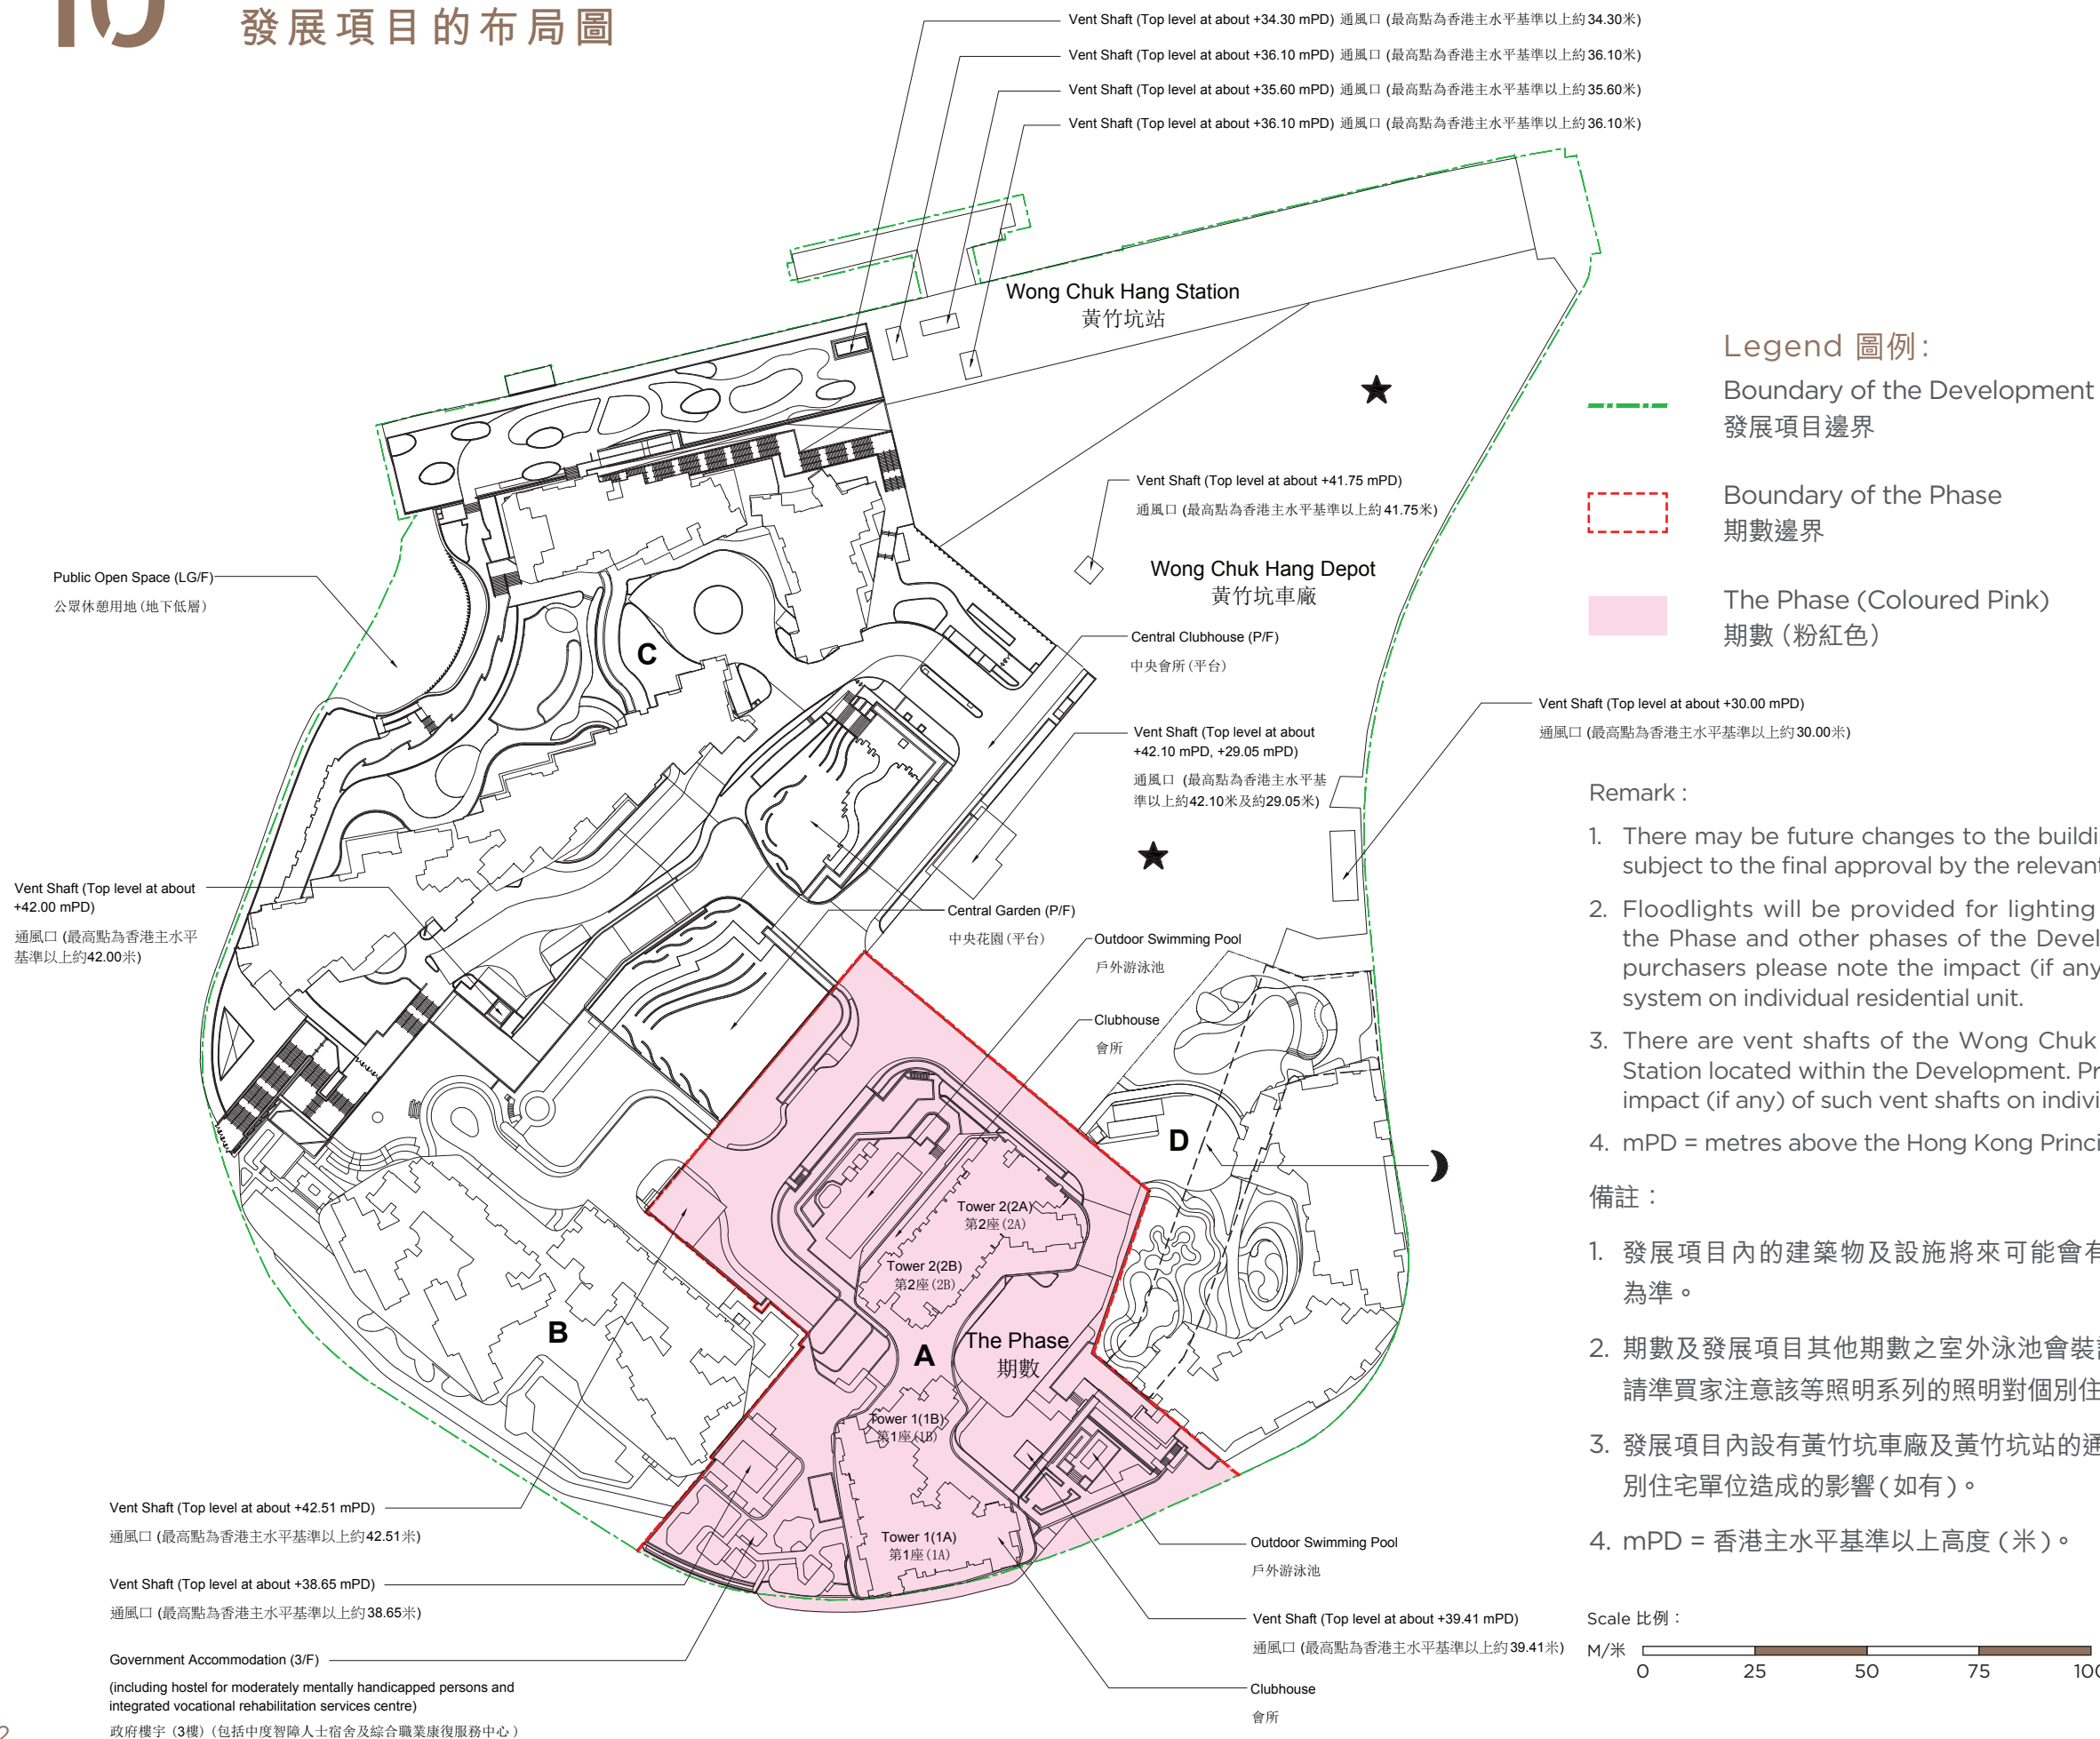 10
發展項目的布局圖
Vent Shaft (Top level at about +34.30 mPD) 通風口 (最高點為香港主水平基準以上約34.30米)
Vent Shaft (Top level at about +36.10 mPD) 通風口 (最高點為香港主水平基準以上約36.10米)
Vent Shaft (Top level at about +35.60 mPD) 通風口 (最高點為香港主水平基準以上約35.60米)
Vent Shaft (Top level at about +36.10 mPD) 通風口 (最高點為香港主水平基準以上約36.10米)
Wong Chuk Hang Station
黃竹坑站
Vent Shaft (Top level at about +41.75 mPD)
通風口 (最高點為香港主水平基準以上約41.75米)
Wong Chuk Hang Depot
黃竹坑車廠
Public Open Space (LG/F)
公眾休憩用地 (地下低層)
C
Central Clubhouse (P/F)
中央會所 (平台)
Vent Shaft (Top level at about
+42.10 mPD, +29.05 mPD)
通風口 (最高點為香港主水平基
準以上約42.10米及約29.05米)
Vent Shaft (Top level at about +30.00 mPD)
通風口 (最高點為香港主水平基準以上約30.00米)
Vent Shaft (Top level at about
+42.00 mPD)
通風口 (最高點為香港主水平
基準以上約42.00米)
Central Garden (P/F)
中央花園 (平台)
Outdoor Swimming Pool
戶外游泳池
Clubhouse
會所
D
Tower 2(2A)
第2座 (2A)
Tower 2(2B)
第2座 (2B)
B
A
The Phase
期數
Tower 1(1B)
第1座 (1B)
Tower 1(1A)
第1座 (1A)
Vent Shaft (Top level at about +42.51 mPD)
通風口 (最高點為香港主水平基準以上約42.51米)
Vent Shaft (Top level at about +38.65 mPD)
通風口 (最高點為香港主水平基準以上約38.65米)
Government Accommodation (3/F)
(including hostel for moderately mentally handicapped persons and
integrated vocational rehabilitation services centre)
政府樓宇 (3樓) (包括中度智障人士宿舍及綜合職業康復服務中心)
Outdoor Swimming Pool
戶外游泳池
Vent Shaft (Top level at about +39.41 mPD)
通風口 (最高點為香港主水平基準以上約39.41米)
Clubhouse
會所
Legend 圖例:
Boundary of the Development
發展項目邊界
Boundary of the Phase
期數邊界
The Phase (Coloured Pink)
期數 (粉紅色)
Remark :
1. There may be future changes to the buildi
subject to the final approval by the relevan
2. Floodlights will be provided for lighting
the Phase and other phases of the Devel
purchasers please note the impact (if any
system on individual residential unit.
3. There are vent shafts of the Wong Chuk
Station located within the Development. Pr
impact (if any) of such vent shafts on indivi
4. mPD = metres above the Hong Kong Princi
備註：
1. 發展項目內的建築物及設施將來可能會有
為準。
2. 期數及發展項目其他期數之室外泳池會裝
請準買家注意該等照明系列的照明對個別住
3. 發展項目內設有黃竹坑車廠及黃竹坑站的通
別住宅單位造成的影響 (如有)。
4. mPD = 香港主水平基準以上高度 (米)。
Scale 比例：
M/米
0 25 50 75 100
2